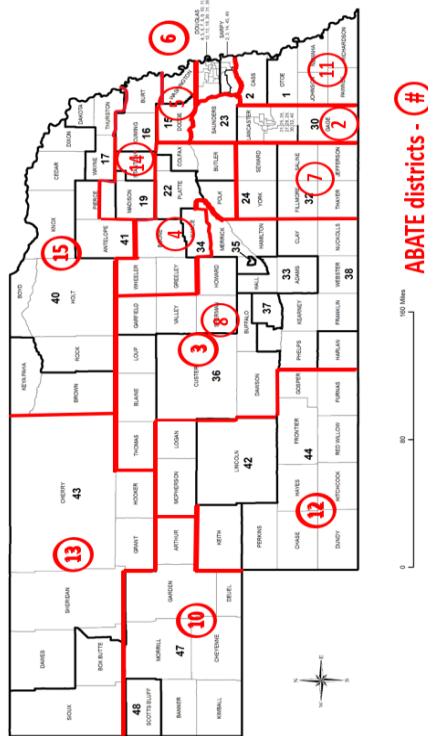 SIOUX
DAWES
BOX BUTTE
SHERIDAN
13
CHERRY
43
GRANT
HOOKER
THOMAS
KEYA PAHA
BROWN
ROCK
BOYD
HOLT
40
15
KNOX
CEDAR
DIXON
DAKOTA
THURSTON
WAYNE
17
PIERCE
ANTELOPE
41
MADISON
19
14
CUMING
16
BURT
6
WASHINGTON
DODGE
15
DOUGLAS
SARPY
SAUNDERS
23
COLFAX
PLATTE
22
BUTLER
POLK
4
34
MERRICK
35
HAMILTON
HALL
48
SCOTTS BLUFF
BANNER
KIMBALL
MORRILL
47
CHEYENNE
GARDEN
10
DEUEL
ARTHUR
MCPHERSON
LOGAN
KEITH
LINCOLN
42
PERKINS
BLAINE
LOUP
GARFIELD
WHEELER
GREELEY
VALLEY
CUSTER
3
36
SHERMAN
8
HOWARD
DAWSON
BUFFALO
37
CHASE
HAYES
FRONTIER
44
GOSPER
DUNDY
HITCHCOCK
12
RED WILLOW
FURNAS
PHELPS
KEARNEY
ADAMS
33
HARLAN
FRANKLIN
WEBSTER
38
CLAY
NUCKOLLS
YORK
24
SEWARD
FILLMORE
32
SALINE
7
THAYER
JEFFERSON
LANCASTER
30
GAGE
2
CASS
2
OTOE
1
JOHNSON
11
NEMAHA
PAWNEE
RICHARDSON
N
W
E
S
0
80
160 Miles
ABATE districts - #